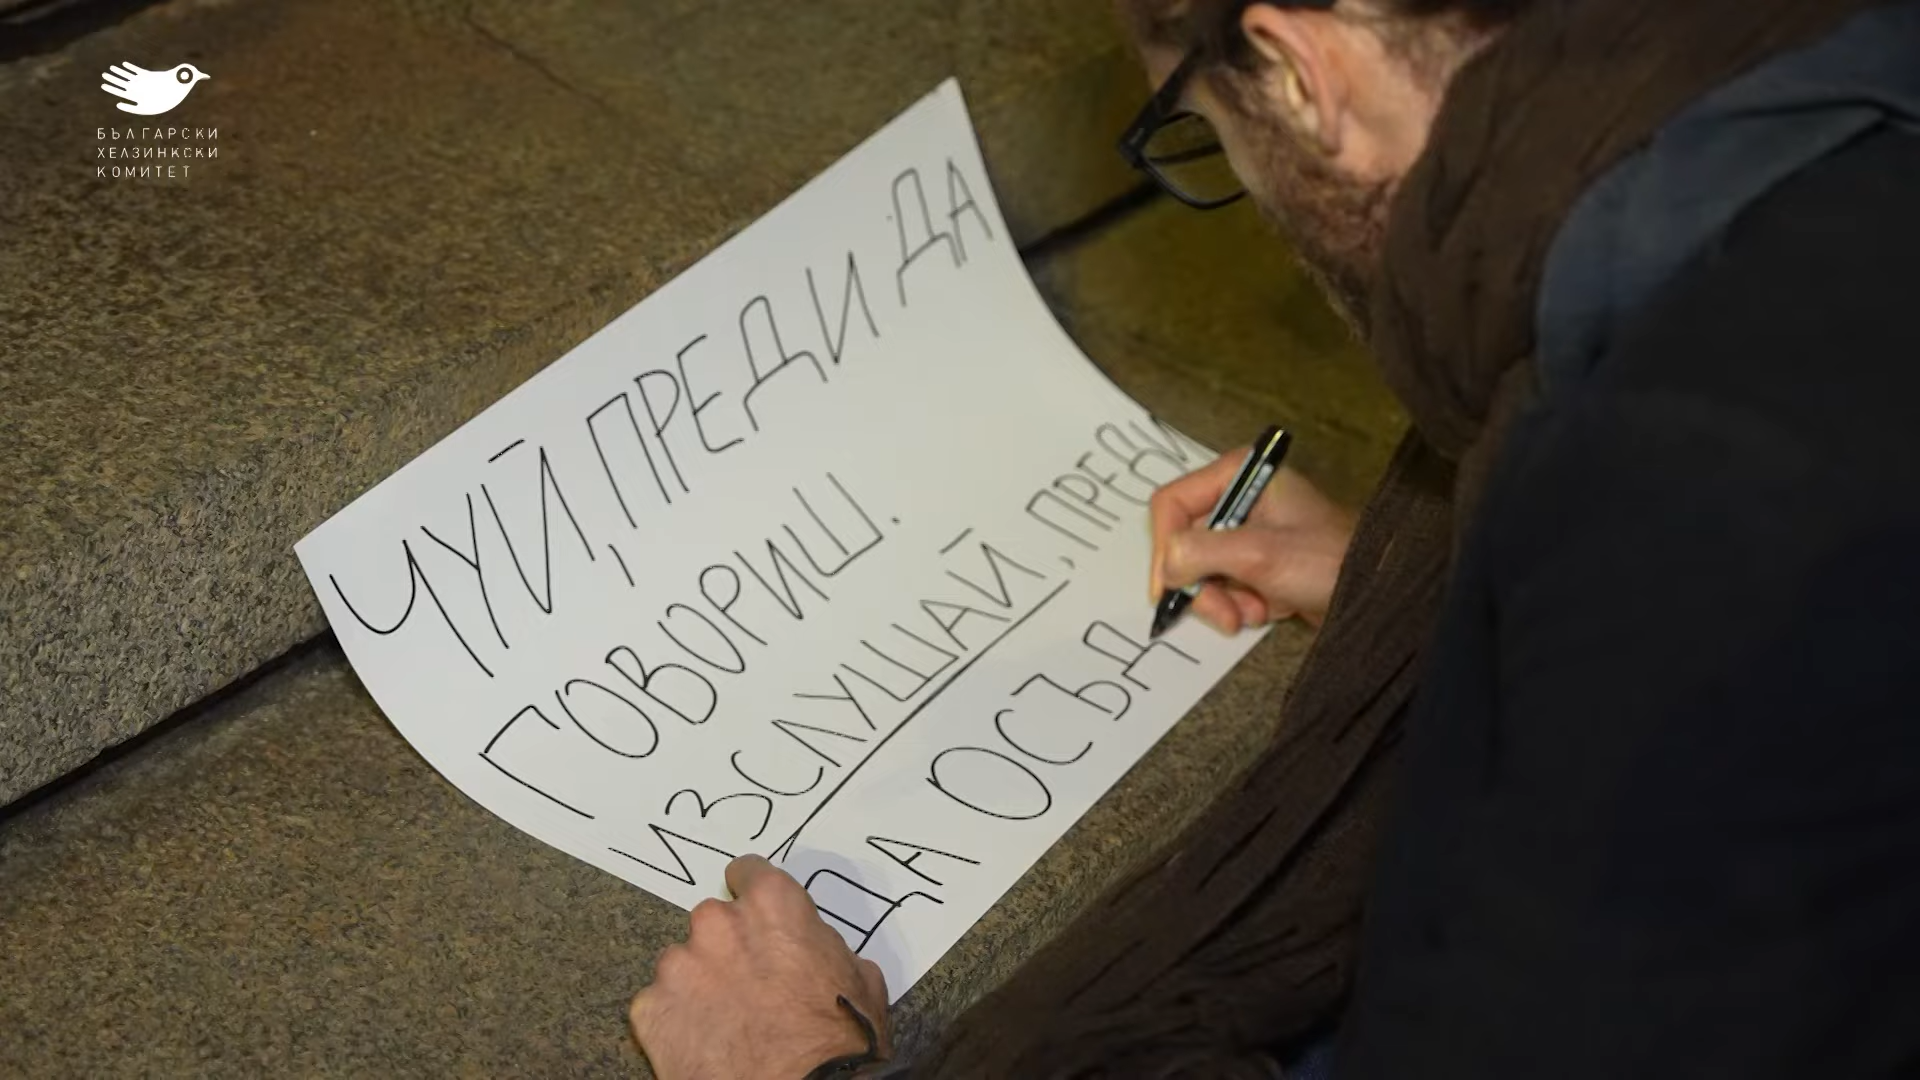 БЪЛГАРСКИ
ХЕЛЗИНКСКИ
КОМИТЕТ
ЧУЙ, ПРЕДИ ДА
ГОВОРИШ.
ИЗСЛУШАЙ, ПРЕДИ
ДА ОСЪД